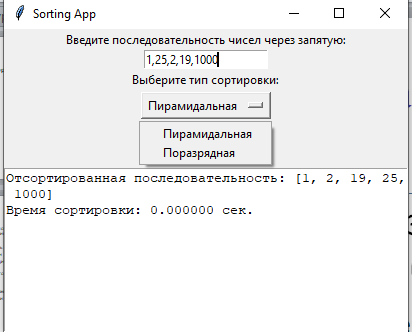 Sorting App
Введите последовательность чисел через запятую:
1,25,2,19,1000
Выберите тип сортировки:
Пирамидальная
Пирамидальная
Поразрядная
Отсортированная последовательность: [1, 2, 19, 25,
1000]
Время сортировки: 0.000000 сек.